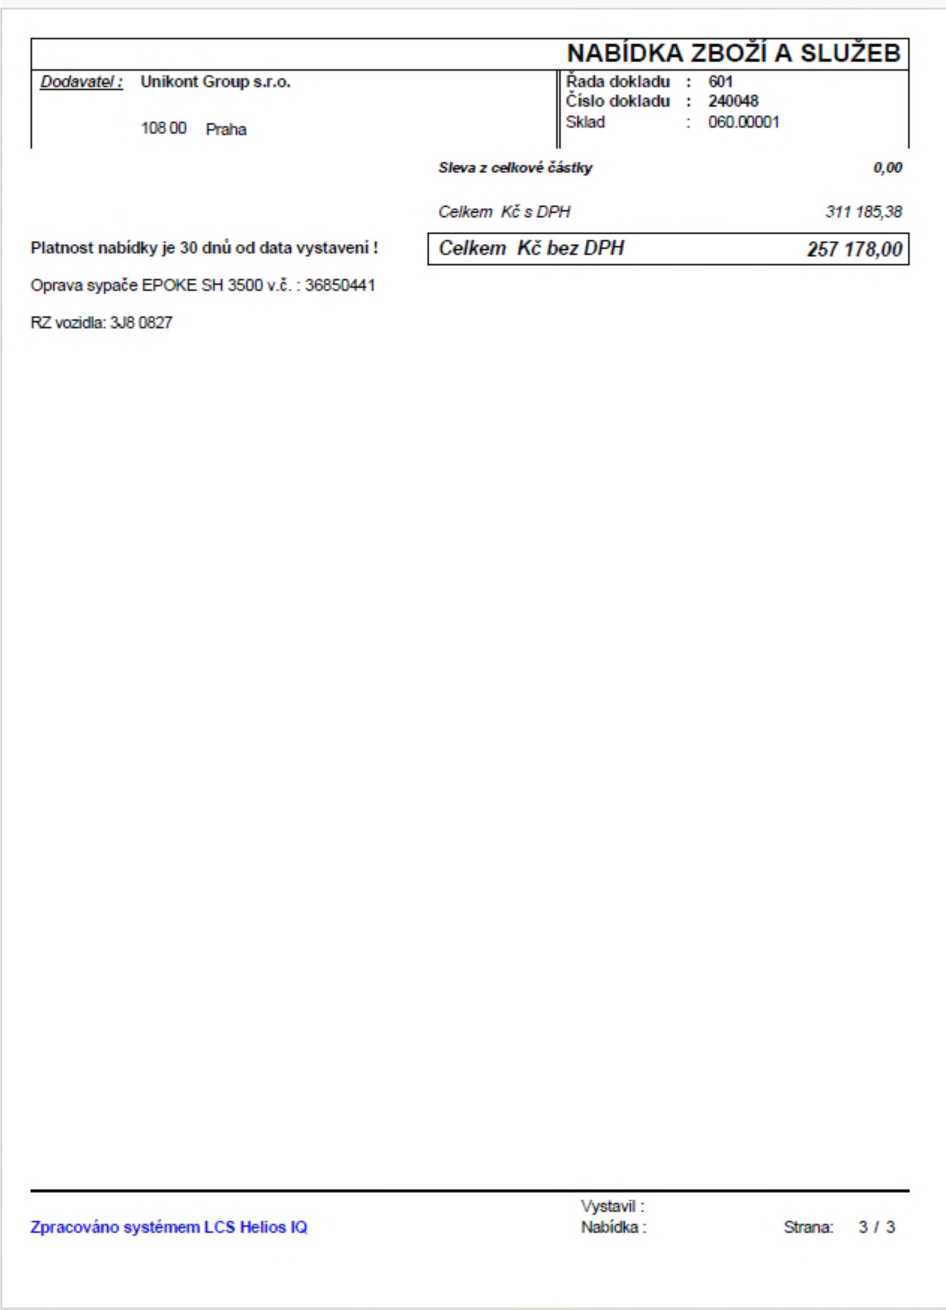 NABÍDKA ZBOŽÍ A SLUŽEB
Dodavatel : Unikont Group s.r.o.
108 00 Praha
Řada dokladu : 601
Číslo dokladu : 240048
Sklad : 060.00001
Sleva z celkové částky 0,00
Celkem Kč s DPH 311 185,38
Platnost nabídky je 30 dnů od data vystavení !
Celkem Kč bez DPH 257 178,00
Oprava sypače EPOKE SH 3500 v.č. : 36850441
RZ vozidla: 3J8 0827
Vystavil :
Zpracováno systémem LCS Helios IQ
Nabídka :
Strana: 3 / 3